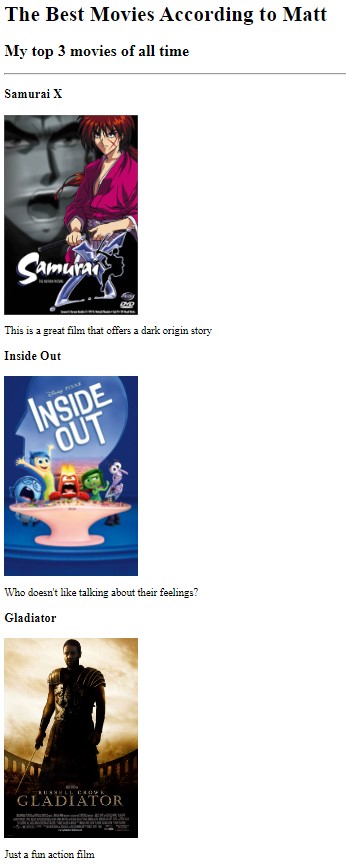 The Best Movies According to Matt
My top 3 movies of all time
Samurai X
Samurai
X
DVD
This is a great film that offers a dark origin story
Inside Out
Disney PIXAR
INSIDE
OUT
Who doesn't like talking about their feelings?
Gladiator
RUSSELL CROWE
GLADIATOR
Just a fun action film